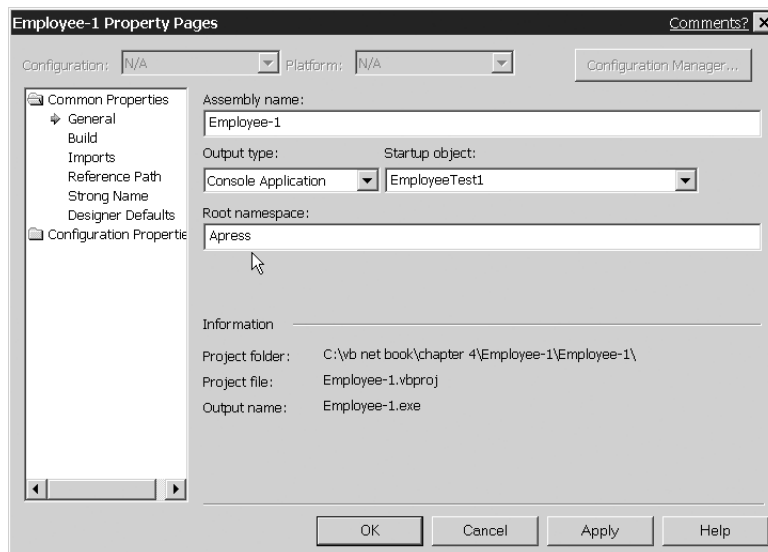 Employee-1 Property Pages Comments?
Configuration: N/A Platform: N/A Configuration Manager...
Common Properties
General
Build
Imports
Reference Path
Strong Name
Designer Defaults
Configuration Propertie
Assembly name:
Employee-1
Output type: Startup object:
Console Application EmployeeTest1
Root namespace:
Apress
Information
Project folder: C:\vb net book\chapter 4\Employee-1\Employee-1\
Project file: Employee-1.vbproj
Output name: Employee-1.exe
OK Cancel Apply Help